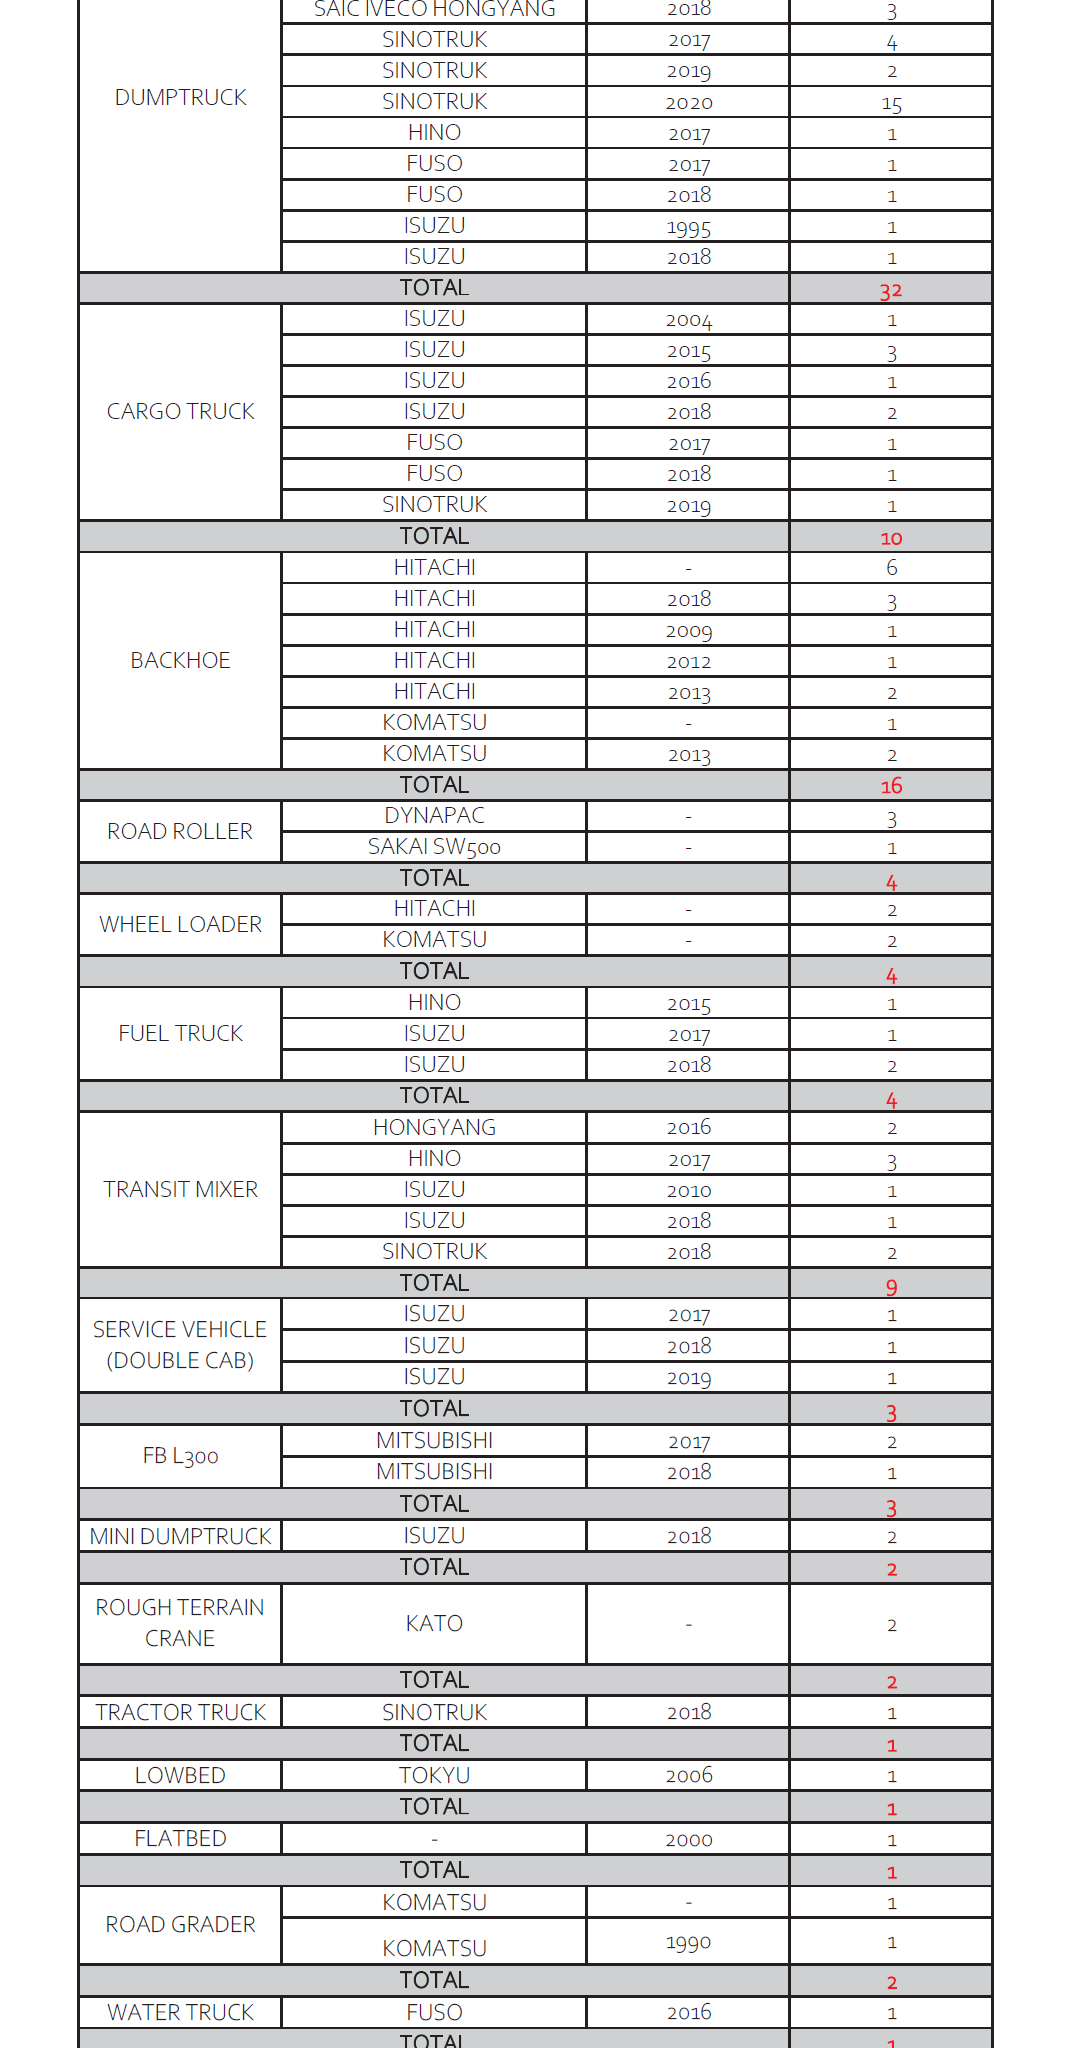 SAIC IVECO HONGYANG 2018 3
SINOTRUK 2017 4
SINOTRUK 2019 2
DUMPTRUCK SINOTRUK 2020 15
HINO 2017 1
FUSO 2017 1
FUSO 2018 1
ISUZU 1995 1
ISUZU 2018 1
TOTAL 32
ISUZU 2004 1
ISUZU 2015 3
ISUZU 2016 1
CARGO TRUCK ISUZU 2018 2
FUSO 2017 1
FUSO 2018 1
SINOTRUK 2019 1
TOTAL 10
HITACHI - 6
HITACHI 2018 3
HITACHI 2009 1
BACKHOE HITACHI 2012 1
HITACHI 2013 2
KOMATSU - 1
KOMATSU 2013 2
TOTAL 16
ROAD ROLLER
DYNAPAC - 3
SAKAI SW500 - 1
TOTAL 4
WHEEL LOADER
HITACHI - 2
KOMATSU - 2
TOTAL 4
HINO 2015 1
FUEL TRUCK ISUZU 2017 1
ISUZU 2018 2
TOTAL 4
HONGYANG 2016 2
HINO 2017 3
TRANSIT MIXER ISUZU 2010 1
ISUZU 2018 1
SINOTRUK 2018 2
TOTAL 9
SERVICE VEHICLE
(DOUBLE CAB)
ISUZU 2017 1
ISUZU 2018 1
ISUZU 2019 1
TOTAL 3
FB L300
MITSUBISHI 2017 2
MITSUBISHI 2018 1
TOTAL 3
MINI DUMPTRUCK ISUZU 2018 2
TOTAL 2
ROUGH TERRAIN
CRANE
KATO - 2
TOTAL 2
TRACTOR TRUCK SINOTRUK 2018 1
TOTAL 1
LOWBED TOKYU 2006 1
TOTAL 1
FLATBED - 2000 1
TOTAL 1
ROAD GRADER
KOMATSU - 1
KOMATSU 1990 1
TOTAL 2
WATER TRUCK FUSO 2016 1
TOTAL 1